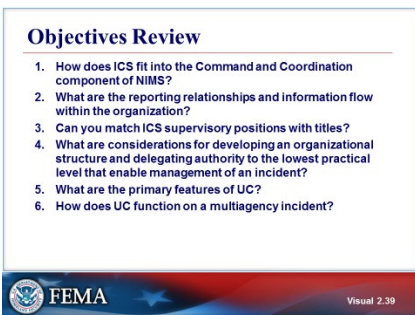 Objectives Review
1. How does ICS fit into the Command and Coordination
component of NIMS?
2. What are the reporting relationships and information flow
within the organization?
3. Can you match ICS supervisory positions with titles?
4. What are considerations for developing an organizational
structure and delegating authority to the lowest practical
level that enable management of an incident?
5. What are the primary features of UC?
6. How does UC function on a multiagency incident?
FEMA
Visual 2.39